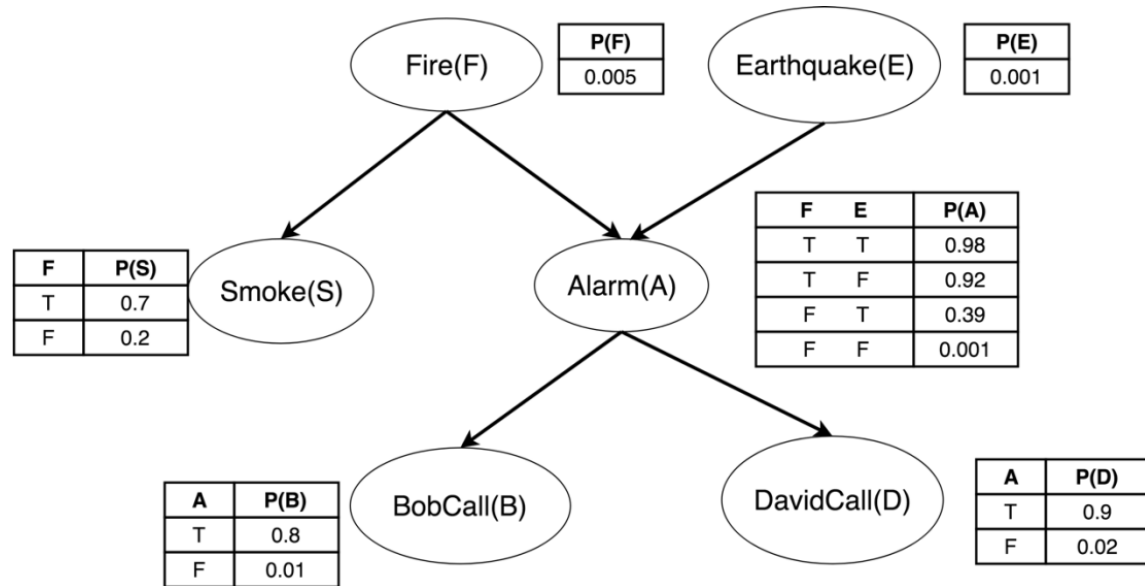 Fire(F)
P(F)
0.005
Earthquake(E)
P(E)
0.001
F P(S)
T 0.7
F 0.2
Smoke(S)
Alarm(A)
F E P(A)
T T 0.98
T F 0.92
F T 0.39
F F 0.001
A P(B)
T 0.8
F 0.01
BobCall(B)
DavidCall(D)
A P(D)
T 0.9
F 0.02